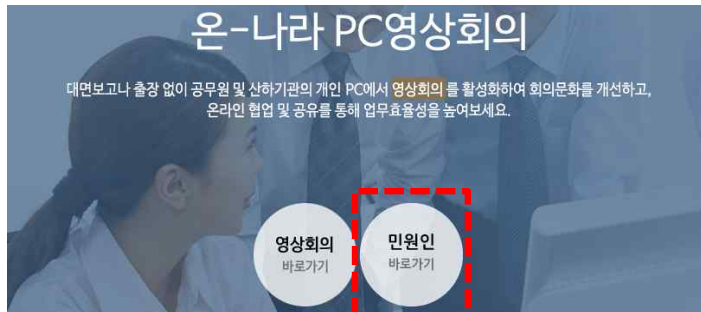 온-나라 PC영상회의
대면보고나 출장 없이 공무원 및 산하기관의 개인 PC에서 영상회의 를 활성화하여 회의문화를 개선하고,
온라인 협업 및 공유를 통해 업무효율성을 높여보세요.
영상회의
바로가기
민원인
바로가기